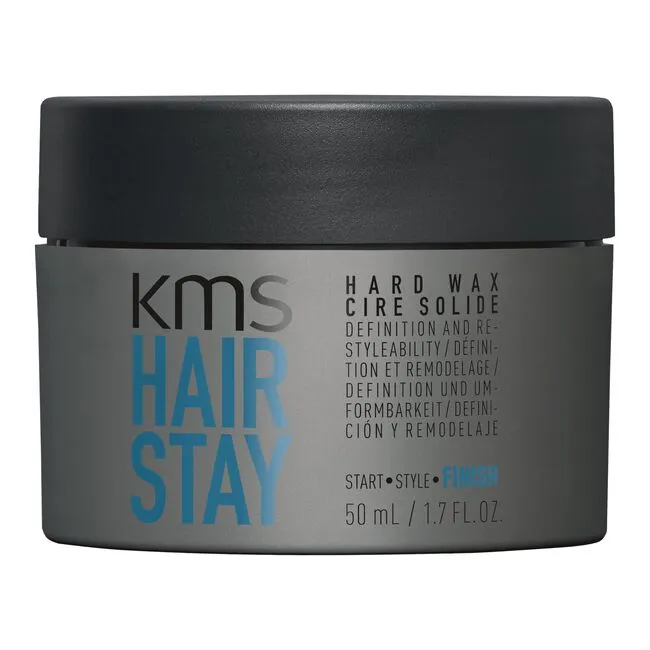 kms
HAIR
STAY
HARD WAX
CIRE SOLIDE
DEFINITION AND RE-
STYLEABILITY/DÉFINI-
TION ET REMODELAGE/
DEFINITION UND UM-
FORMBARKEIT/DEFINI-
CIÓN Y REMODELAJE
START•STYLE•FINISH
50 mL / 1.7 FL.OZ.